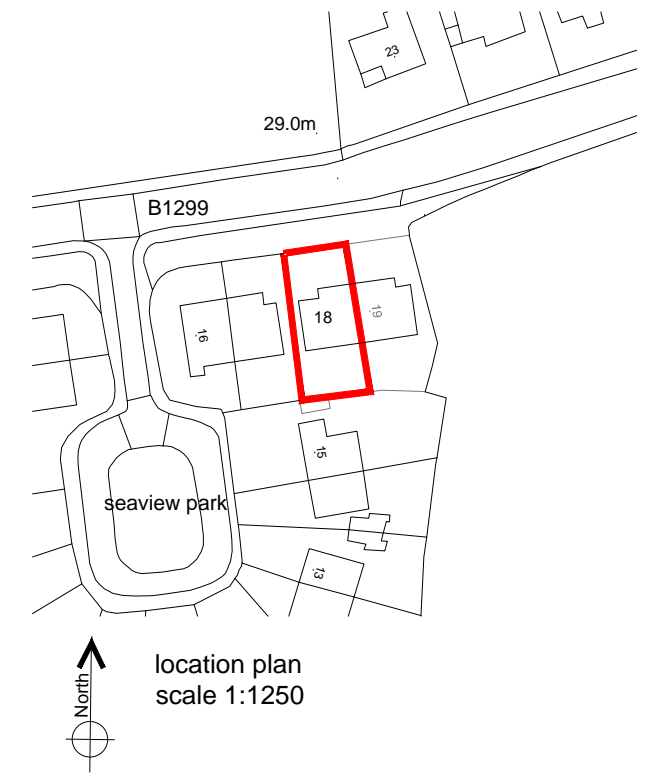 23
29.0m
B1299
16
18
19
15
seaview park
13
North
location plan
scale 1:1250